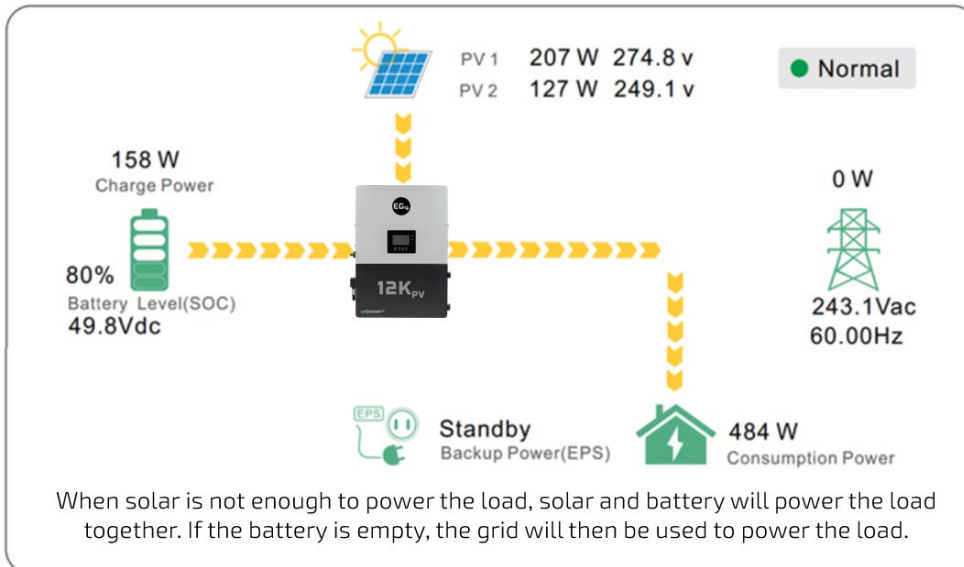 PV 1 207 W 274.8 v
PV 2 127 W 249.1 v
Normal
158 W
Charge Power
80%
Battery Level(SOC)
49.8Vdc
EG4
12KPV
0 W
243.1Vac
60.00Hz
EPS
Standby
Backup Power(EPS)
484 W
Consumption Power
When solar is not enough to power the load, solar and battery will power the load
together. If the battery is empty, the grid will then be used to power the load.